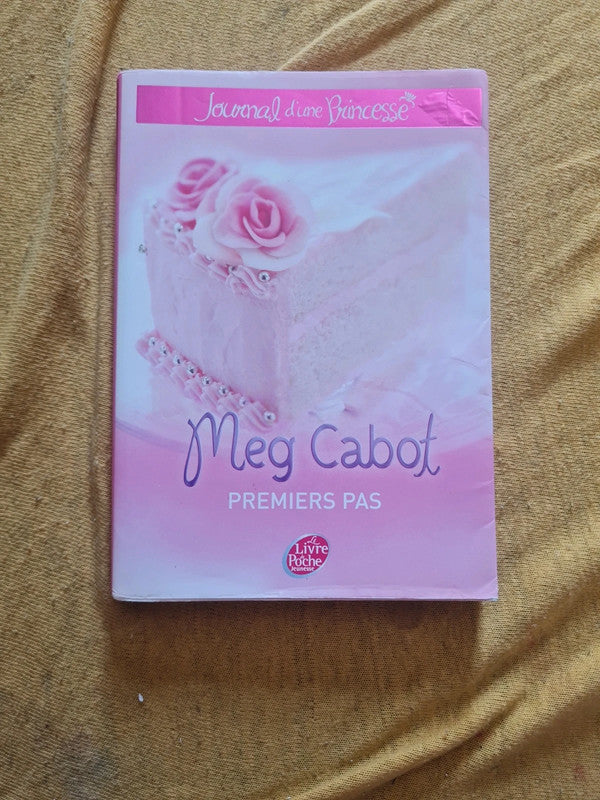 Journal d'une Princesse
Meg Cabot
PREMIERS PAS
Le
Livre
de
Poche
Jeunesse